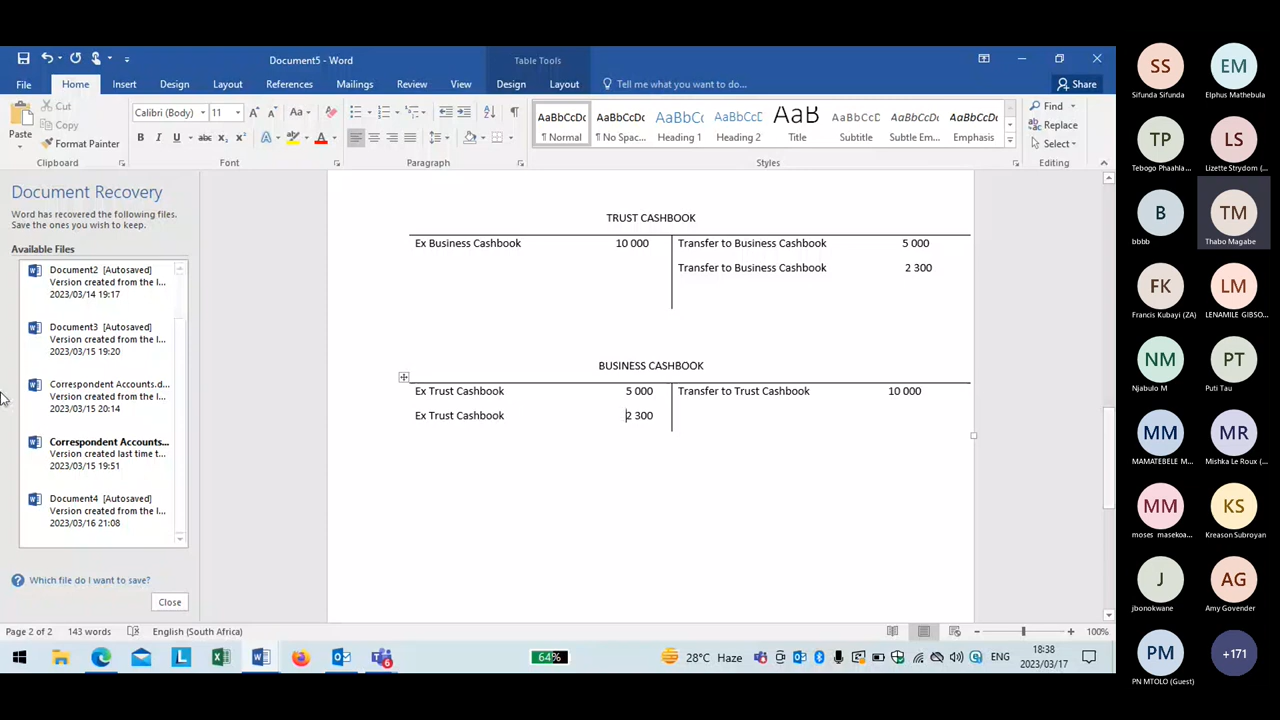 Document5 - Word
Table Tools
File
Home
Insert
Design
Layout
References
Mailings
Review
View
Design
Layout
Tell me what you want to do...
Share
Paste
Cut
Copy
Format Painter
Clipboard
Calibri (Body)
11
Font
Paragraph
AaBbCcDc
¶ Normal
AaBbCcDc
¶ No Spac...
AaBbCc
Heading 1
AaBbCcD
Heading 2
AaB
Title
AaBbCcD
Subtitle
AaBbCcDc
Subtle Em...
AaBbCcDc
Emphasis
Styles
Find
Replace
Select
Editing
Document Recovery
Word has recovered the following files.
Save the ones you wish to keep.
Available Files
Document2 [Autosaved]
Version created from the l...
2023/03/14 19:17
Document3 [Autosaved]
Version created from the l...
2023/03/15 19:20
Correspondent Accounts.d...
Version created from the l...
2023/03/15 20:14
Correspondent Accounts...
Version created last time t...
2023/03/15 19:51
Document4 [Autosaved]
Version created from the l...
2023/03/16 21:08
Which file do I want to save?
Close
TRUST CASHBOOK
Ex Business Cashbook 10 000 Transfer to Business Cashbook 5 000
Transfer to Business Cashbook 2 300
BUSINESS CASHBOOK
Ex Trust Cashbook 5 000 Transfer to Trust Cashbook 10 000
Ex Trust Cashbook 2 300
Page 2 of 2
143 words
English (South Africa)
100%
64%
28°C Haze
ENG
18:38
2023/03/17
6
SS
Sifunda Sifunda
EM
Elphus Mathebula
TP
Tebogo Phaahla...
LS
Lizette Strydom (...
B
bbbb
TM
Thabo Magabe
FK
Francis Kubayi (ZA)
LM
LENAMILE GIBSO...
NM
Njabulo M
PT
Puti Tau
MM
MAMATEBELE M...
MR
Mishka Le Roux (...
MM
moses masekoa...
KS
Kreason Subroyan
J
jbonokwane
AG
Amy Govender
PM
PN MTOLO (Guest)
+171